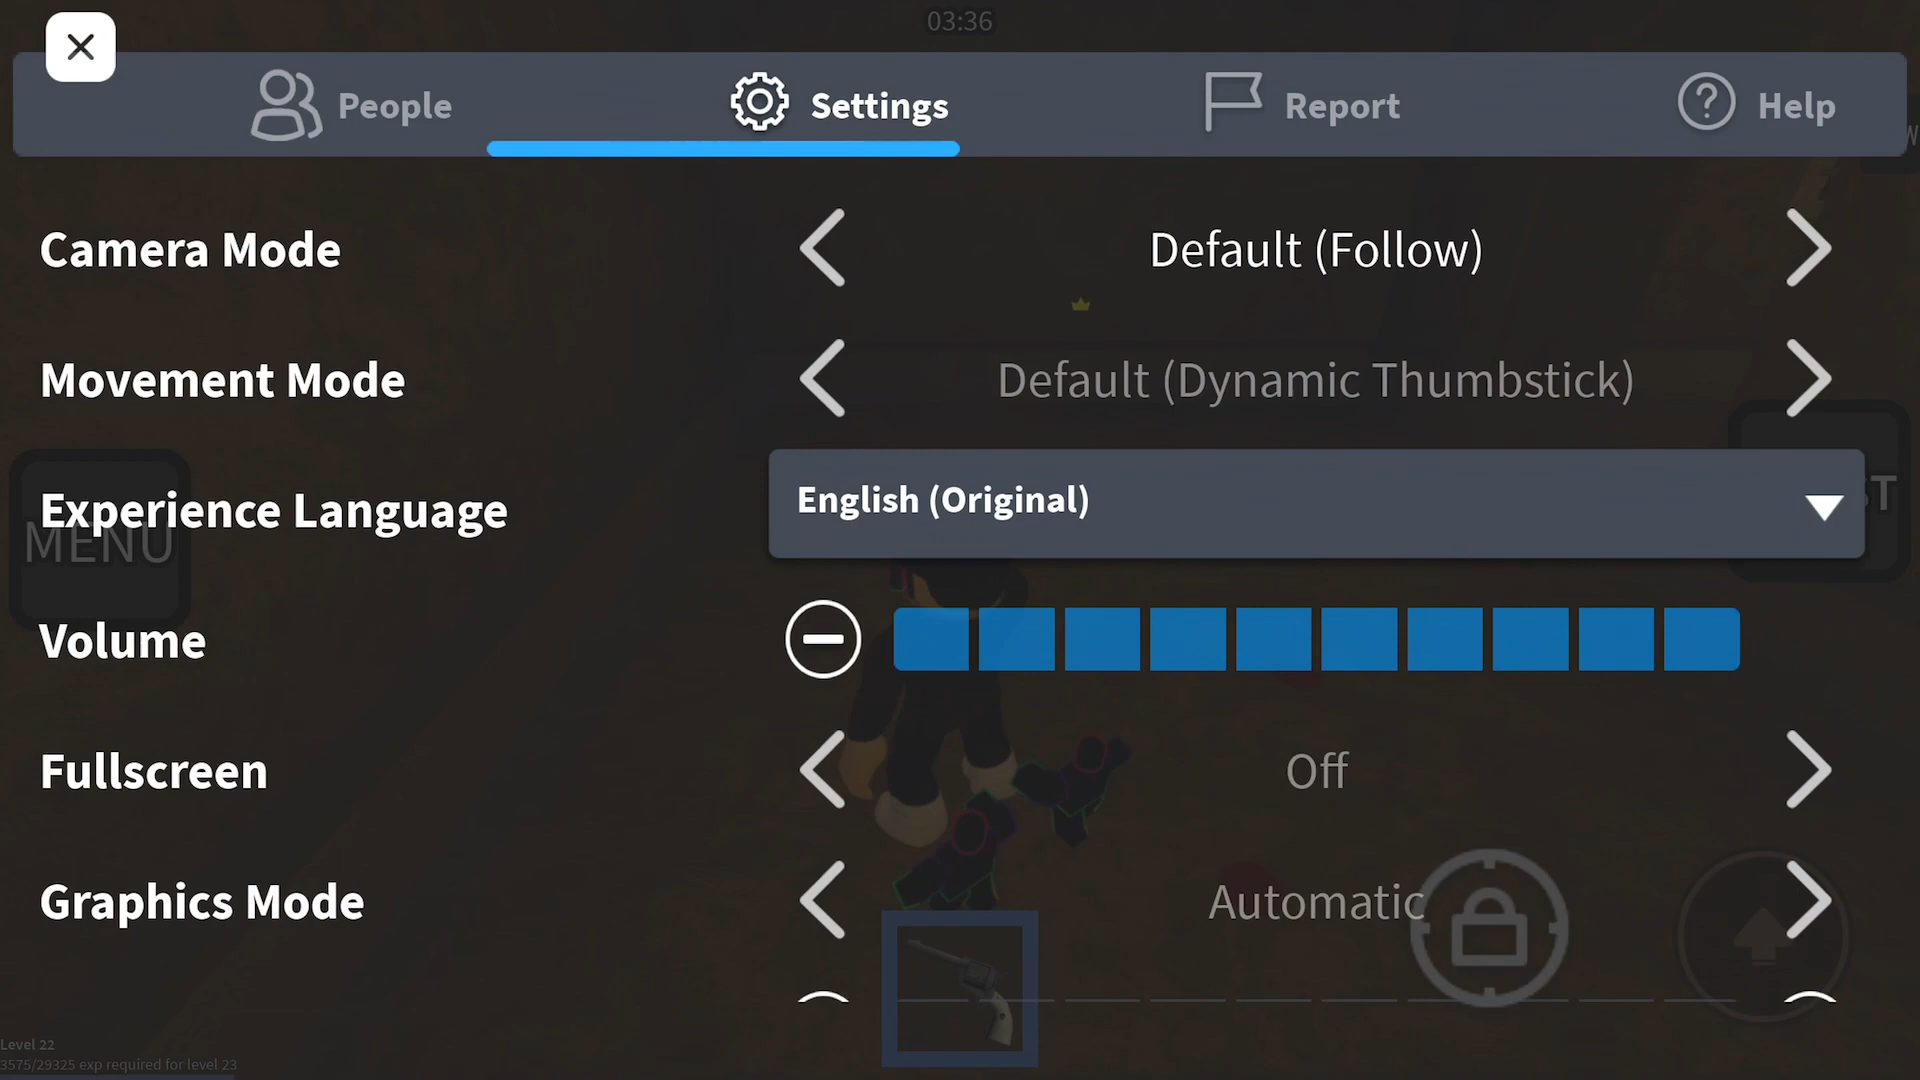 03:36
People
Settings
Report
Help
Camera Mode
Default (Follow)
Movement Mode
Default (Dynamic Thumbstick)
Experience Language
English (Original)
MENU
Volume
Fullscreen
Off
Graphics Mode
Automatic
Level 22
3575/29325 exp required for level 23